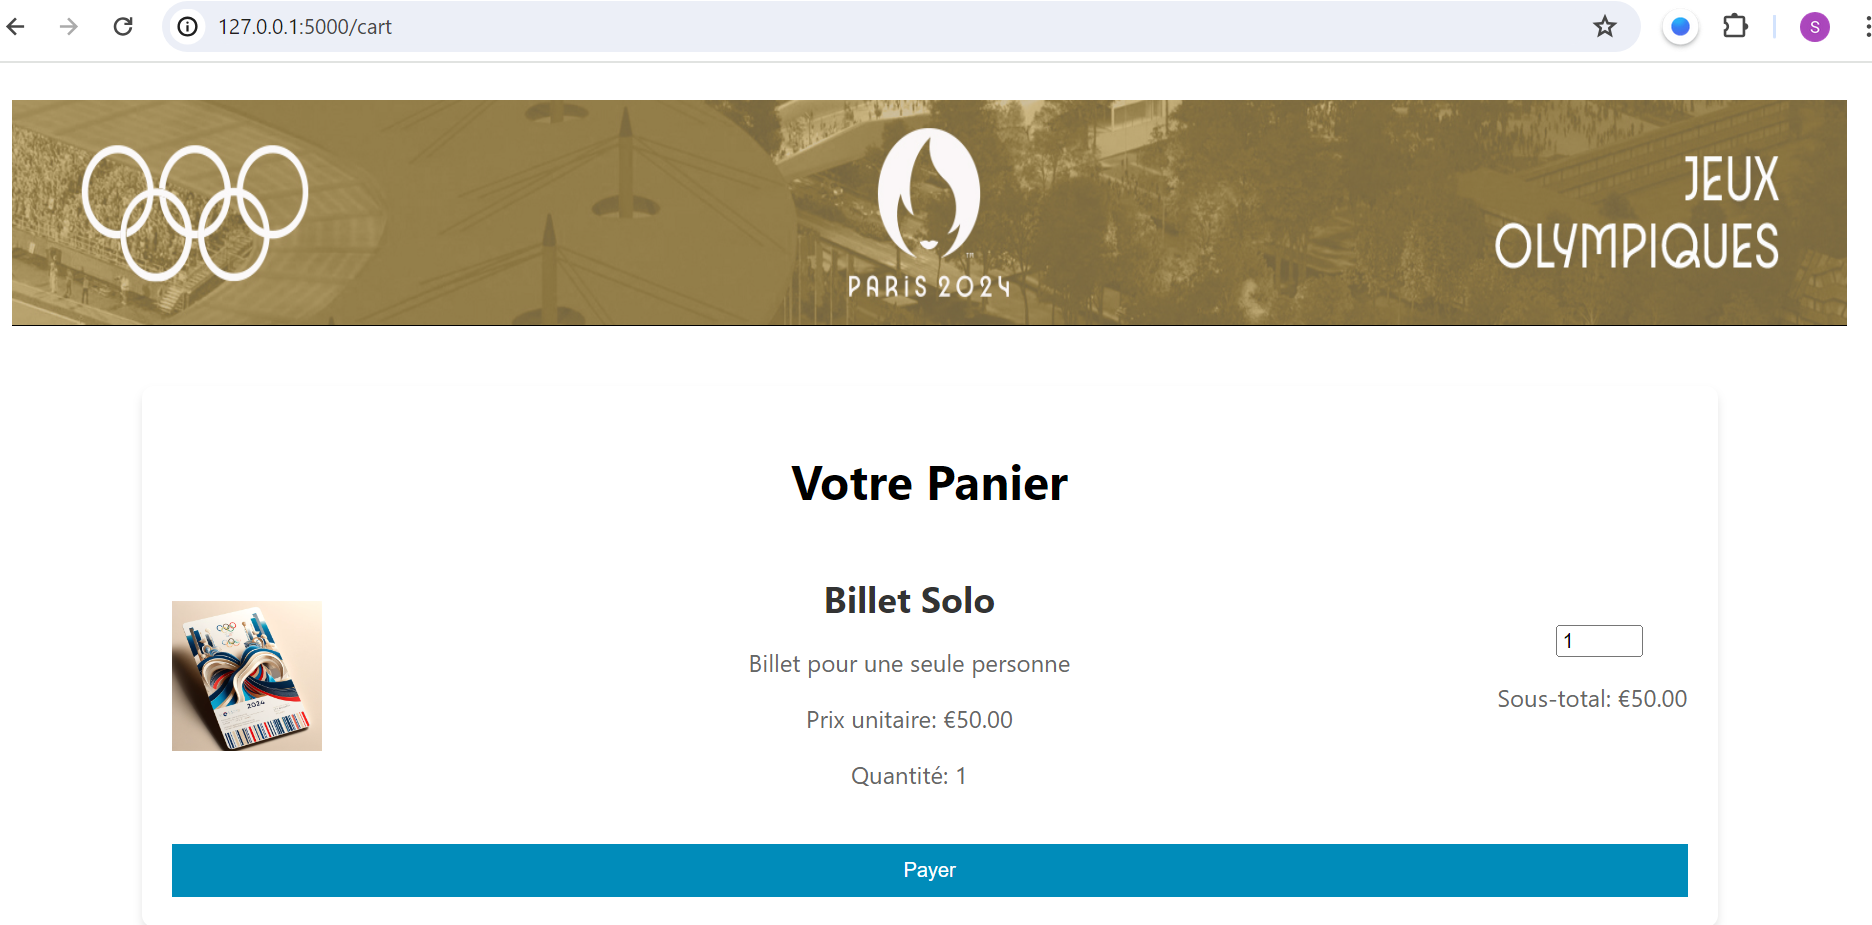 127.0.0.1:5000/cart
S
JEUX
OLYMPIQUES
PARIS 2024
Votre Panier
Billet Solo
Billet pour une seule personne
Prix unitaire: €50.00
Quantité: 1
1
Sous-total: €50.00
2024
Payer